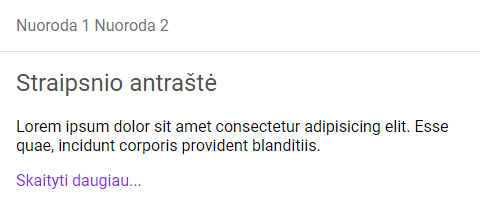 Nuoroda 1 Nuoroda 2
Straipsnio antraštė
Lorem ipsum dolor sit amet consectetur adipisicing elit. Esse
quae, incidunt corporis provident blanditiis.
Skaityti daugiau...